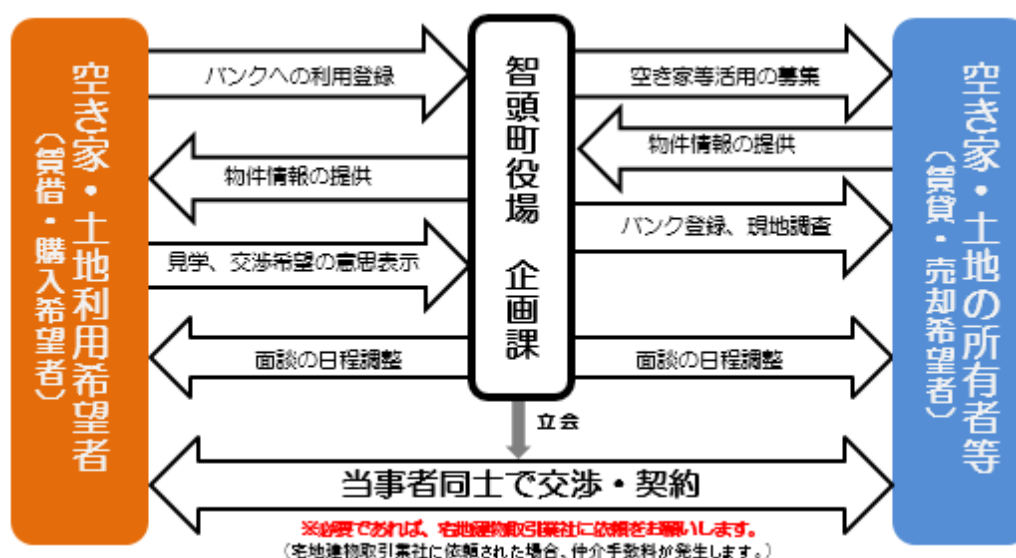 空き家・土地利用希望者
（賃借・購入希望者）
バンクへの利用登録
物件情報の提供
見学、交渉希望の意思表示
面談の日程調整
智頭町役場　企画課
空き家等活用の募集
物件情報の提供
バンク登録、現地調査
面談の日程調整
空き家・土地の所有者等
（賃貸・売却希望者）
立会
当事者同士で交渉・契約
※必要であれば、宅地建物取引業社に依頼をお願いします。
（宅地建物取引業社に依頼された場合、仲介手数料が発生します。）